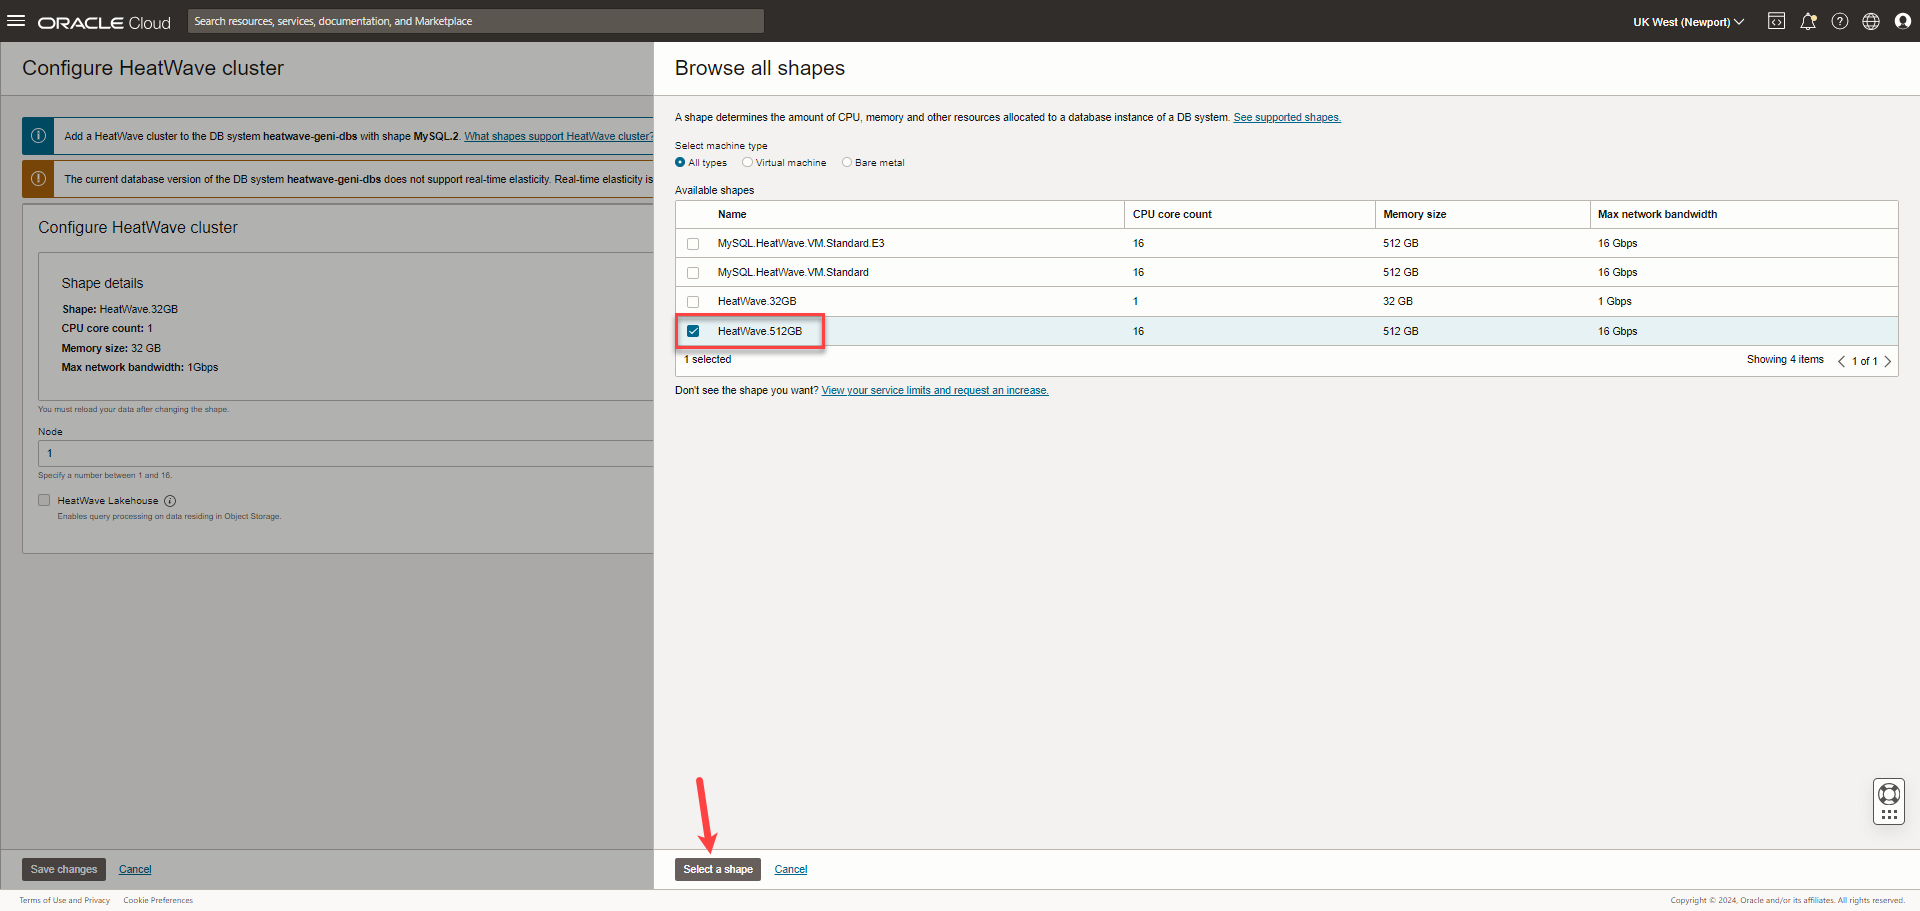 ORACLE Cloud
Search resources, services, documentation, and Marketplace
UK West (Newport)
Configure HeatWave cluster
Add a HeatWave cluster to the DB system heatwave-geni-dbs with shape MySQL.2. What shapes support HeatWave cluster?
The current database version of the DB system heatwave-geni-dbs does not support real-time elasticity. Real-time elasticity is
Configure HeatWave cluster
Shape details
Shape: HeatWave.32GB
CPU core count: 1
Memory size: 32 GB
Max network bandwidth: 1Gbps
You must reload your data after changing the shape.
Node
1
Specify a number between 1 and 16.
HeatWave Lakehouse
Enables query processing on data residing in Object Storage.
Save changes Cancel
Browse all shapes
A shape determines the amount of CPU, memory and other resources allocated to a database instance of a DB system. See supported shapes.
Select machine type
All types Virtual machine Bare metal
Available shapes
Name CPU core count Memory size Max network bandwidth
MySQL.HeatWave.VM.Standard.E3 16 512 GB 16 Gbps
MySQL.HeatWave.VM.Standard 16 512 GB 16 Gbps
HeatWave.32GB 1 32 GB 1 Gbps
HeatWave.512GB 16 512 GB 16 Gbps
1 selected Showing 4 items 1 of 1
Don't see the shape you want? View your service limits and request an increase.
Select a shape Cancel
Terms of Use and Privacy Cookie Preferences
Copyright © 2024, Oracle and/or its affiliates. All rights reserved.